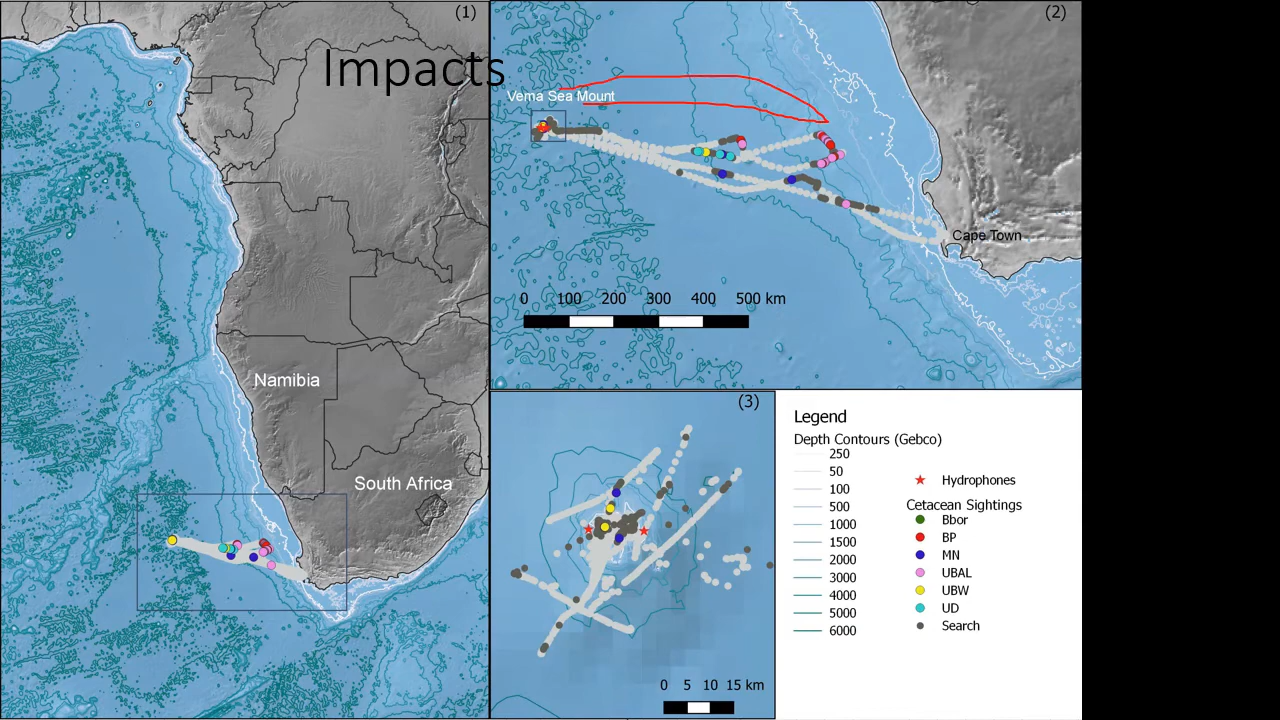 (1)
Impacts
Namibia
South Africa
(2)
Vema Sea Mount
Cape Town
0 100 200 300 400 500 km
(3)
0 5 10 15 km
Legend
Depth Contours (Gebco)
250
50
100
500
1000
1500
2000
3000
4000
5000
6000
Hydrophones
Cetacean Sightings
Bbor
BP
MN
UBAL
UBW
UD
Search